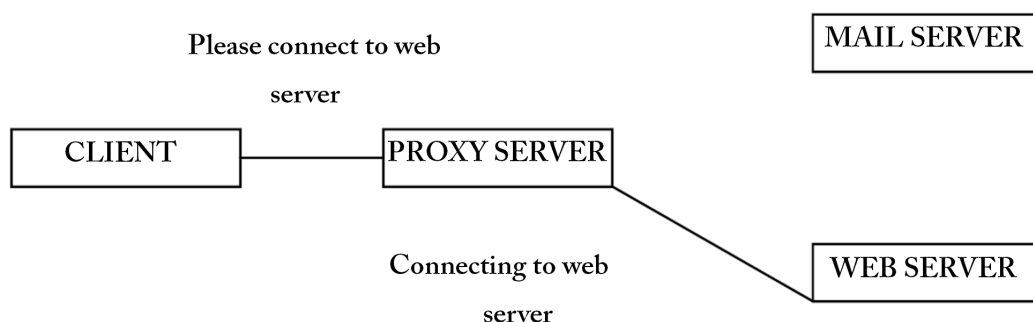 MAIL SERVER
Please connect to web
server
CLIENT
PROXY SERVER
Connecting to web
server
WEB SERVER